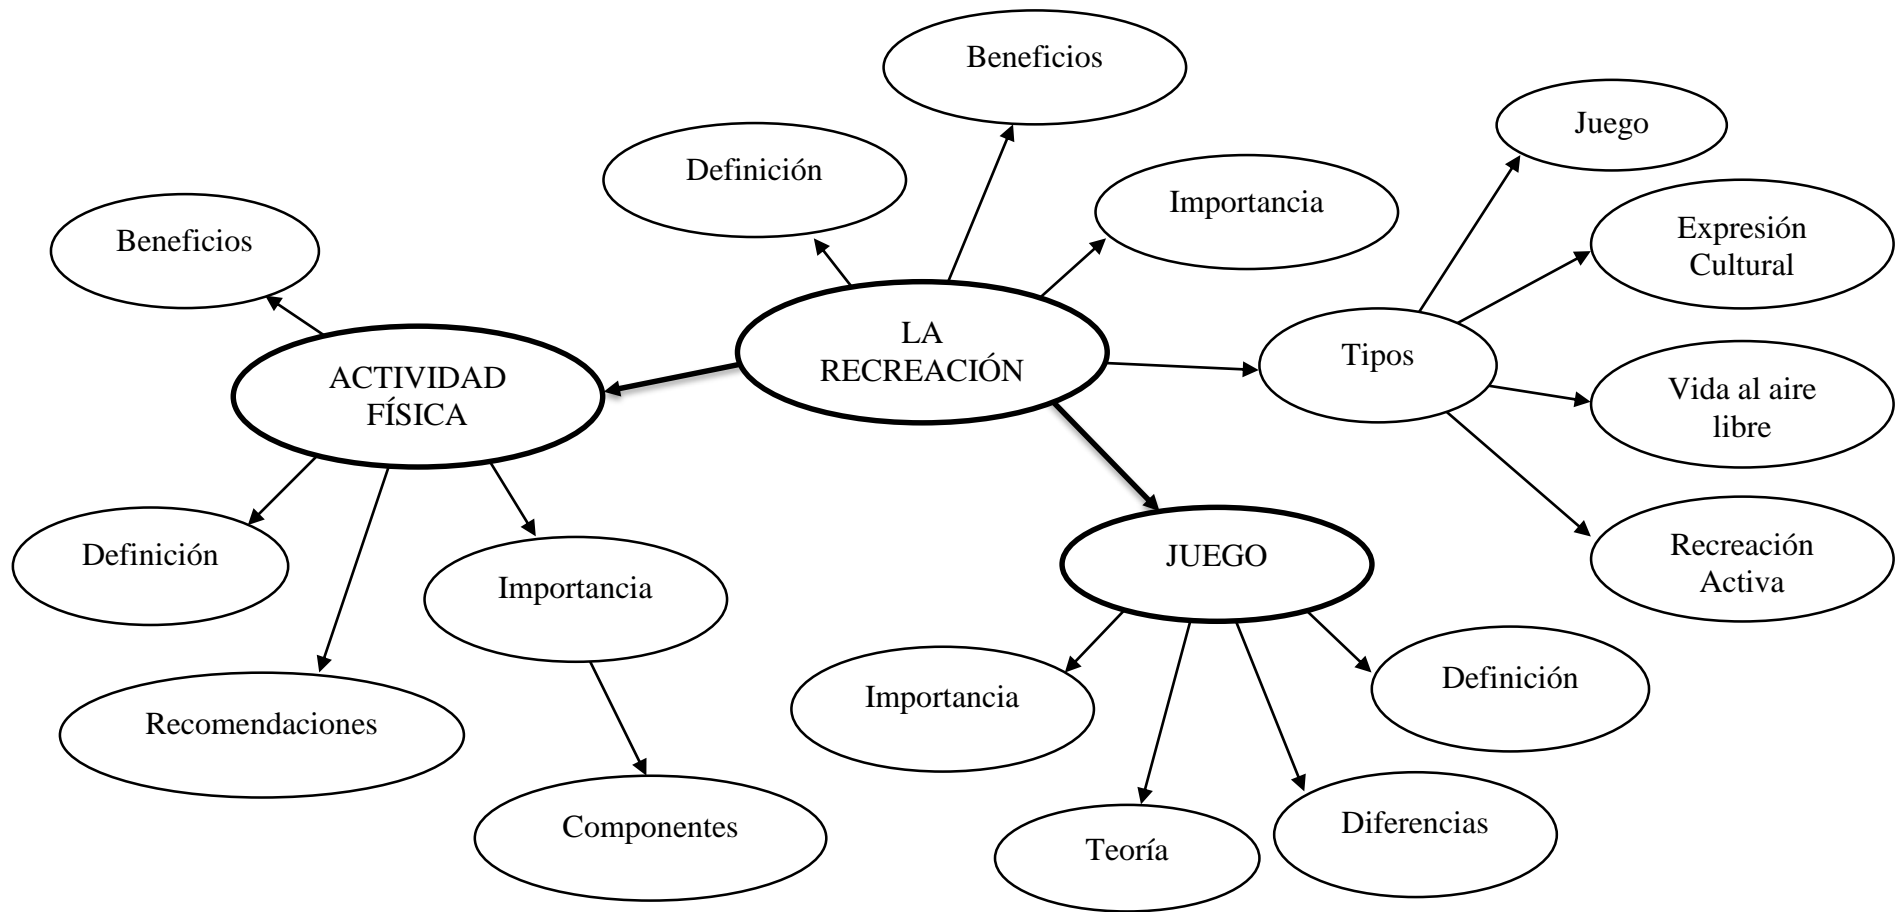 Beneficios
Juego
Definición
Importancia
Expresión
Cultural
Beneficios
LA
RECREACIÓN
Tipos
ACTIVIDAD
FÍSICA
Vida al aire
libre
Definición
Importancia
JUEGO
Recreación
Activa
Recomendaciones
Importancia
Definición
Componentes
Teoría
Diferencias